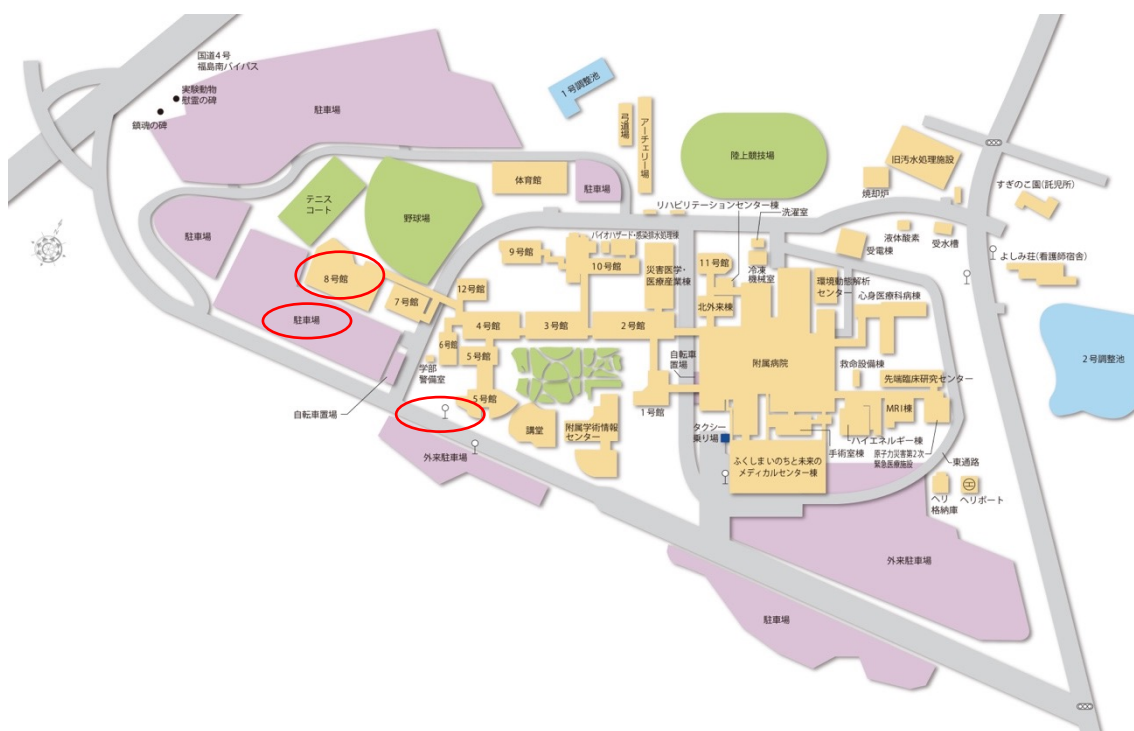 国道4号
福島南バイパス
実験動物
慰霊の碑
鎮魂の碑
駐車場
1号調整池
弓道場
アーチェリー場
陸上競技場
旧汚水処理施設
焼却炉
すぎのこ園(託児所)
体育館
駐車場
テニス
コート
野球場
駐車場
リハビリテーションセンター棟
洗濯室
液体酸素
受水槽
受電棟
よしみ荘(看護師宿舎)
バイオハザード・感染排水処理棟
9号館
10号館
災害医学・
医療産業棟
11号館
冷凍
機械室
環境動態解析
センター
心身医療科病棟
北外来棟
8号館
7号館
12号館
駐車場
4号館
3号館
2号館
6号館
5号館
学部
警備室
自転車
置場
附属病院
救命設備棟
先端臨床研究センター
2号調整池
自転車置場
5号館
講堂
附属学術情報
センター
1号館
タクシー
乗り場
MRI棟
ハイエネルギー棟
手術室棟
原子力災害第2次
緊急医療施設
外来駐車場
ふくしまいのちと未来の
メディカルセンター棟
東通路
ヘリ
格納庫
ヘリポート
外来駐車場
駐車場